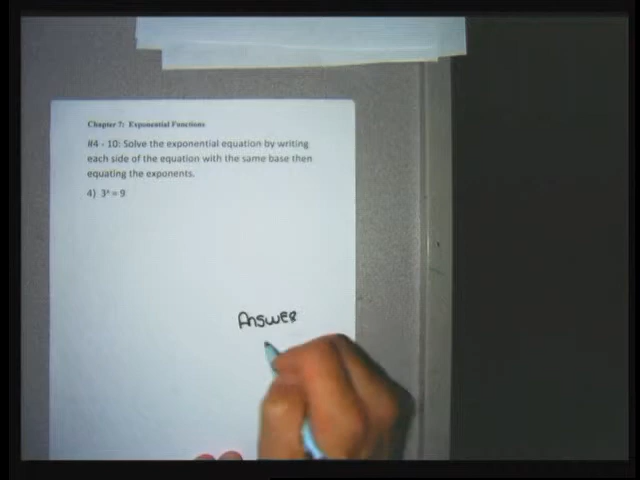 Chapter 7: Exponential Functions
#4 - 10: Solve the exponential equation by writing
each side of the equation with the same base then
equating the exponents.
4) 3ˣ = 9
Answer